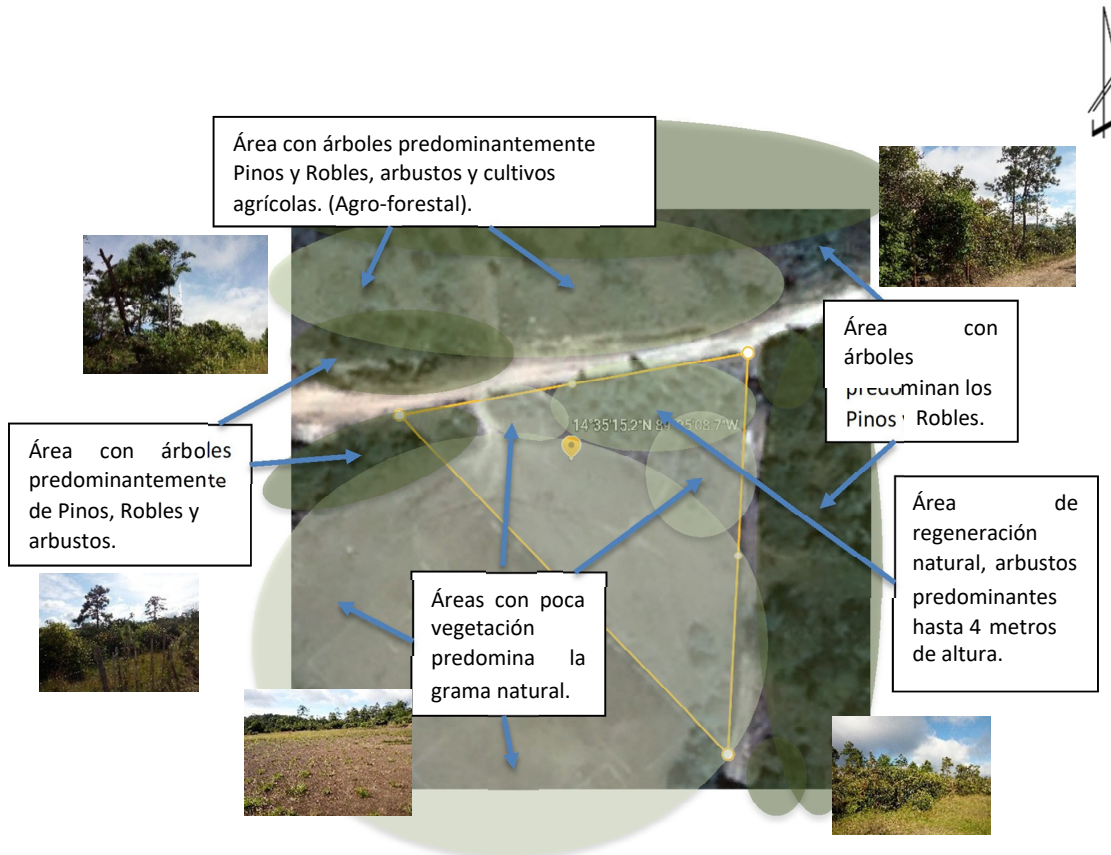 Área con árboles predominantemente
Pinos y Robles, arbustos y cultivos
agrícolas. (Agro-forestal).
Área con
árboles
predominan los
Pinos Robles.
14°35'15.2"N
Área con árboles
predominantemente
de Pinos, Robles y
arbustos.
Área de
regeneración
natural, arbustos
predominantes
hasta 4 metros
de altura.
Áreas con poca
vegetación
predomina la
grama natural.